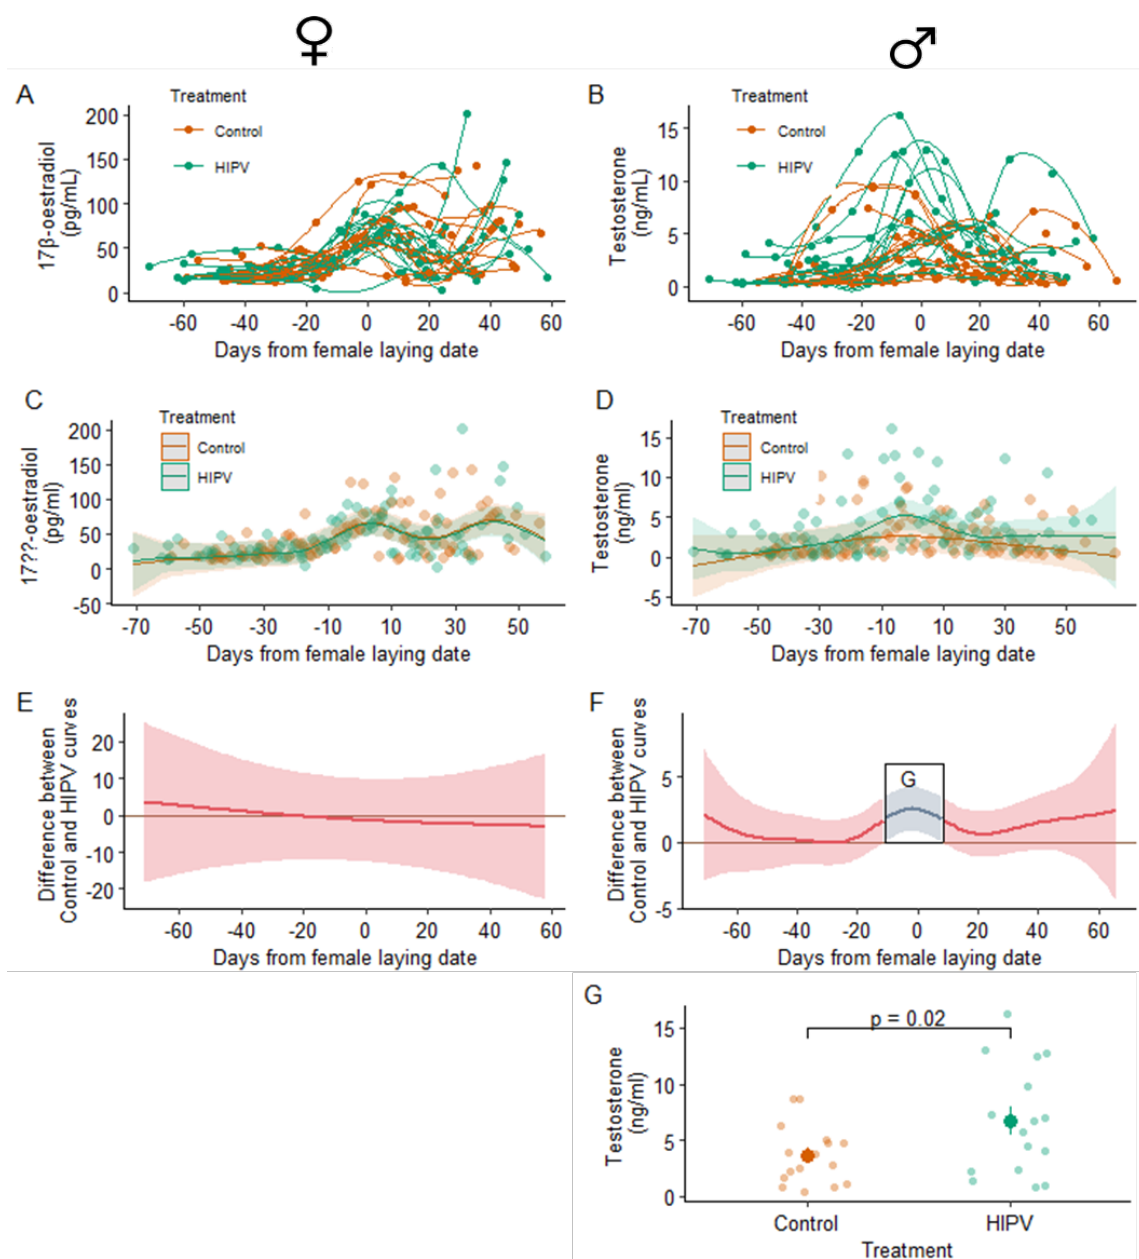 ♀ ♂
A
Treatment
Control
HIPV
17β-oestradiol
(pg/mL)
200
150
100
50
0
-60 -40 -20 0 20 40 60
Days from female laying date
B
Treatment
Control
HIPV
Testosterone
(ng/mL)
15
10
5
0
-60 -40 -20 0 20 40 60
Days from female laying date
C
Treatment
Control
HIPV
17???-oestradiol
(pg/ml)
200
150
100
50
0
-50
-70 -50 -30 -10 10 30 50
Days from female laying date
D
Treatment
Control
HIPV
Testosterone
(ng/ml)
15
10
5
0
-5
-70 -50 -30 -10 10 30 50
Days from female laying date
E
Difference between
Control and HIPV curves
20
10
0
-10
-20
-60 -40 -20 0 20 40 60
Days from female laying date
F
Difference between
Control and HIPV curves
5
0
-5
G
-60 -40 -20 0 20 40 60
Days from female laying date
G
Testosterone
(ng/ml)
15
10
5
0
p = 0.02
Control HIPV
Treatment